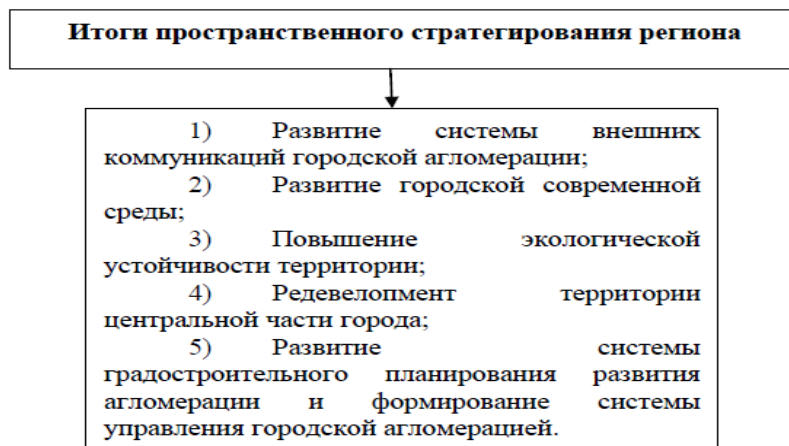 Итоги пространственного стратегирования региона
1) Развитие системы внешних
коммуникаций городской агломерации;
2) Развитие городской современной
среды;
3) Повышение экологической
устойчивости территории;
4) Редевелопмент территории
центральной части города;
5) Развитие системы
градостроительного планирования развития
агломерации и формирование системы
управления городской агломерацией.